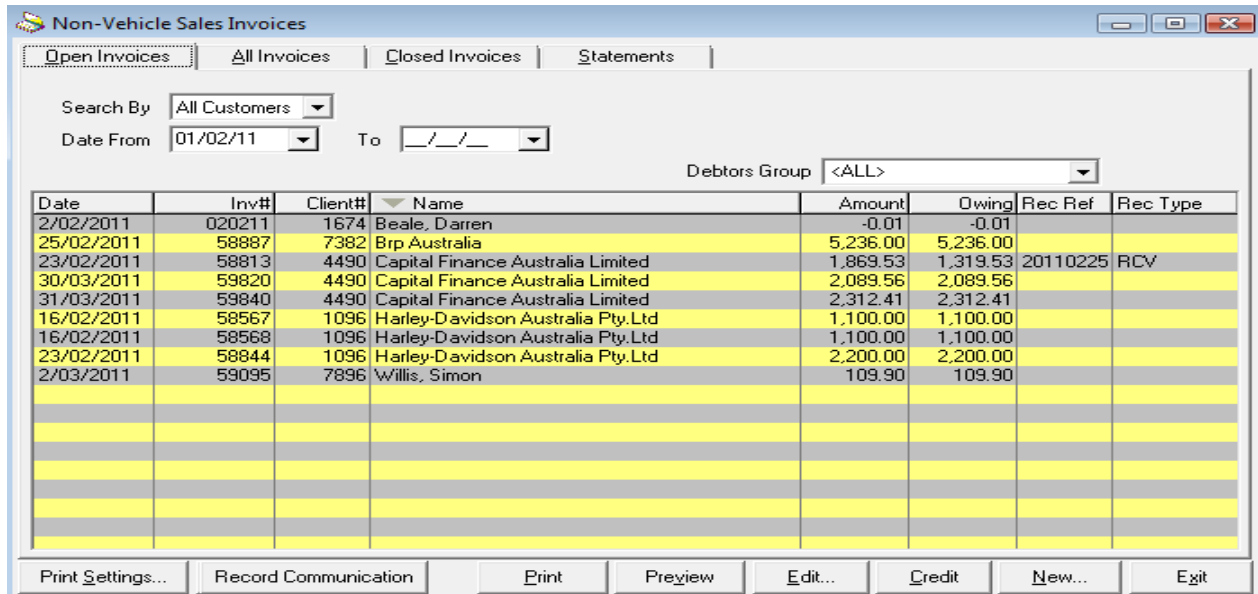 Non-Vehicle Sales Invoices
Open Invoices All Invoices Closed Invoices Statements
Search By All Customers
Date From 01/02/11 To __/__/__
Debtors Group <ALL>
Date Inv# Client# Name Amount Owing Rec Ref Rec Type
2/02/2011 020211 1674 Beale, Darren -0.01 -0.01
25/02/2011 58887 7382 Brp Australia 5,236.00 5,236.00
23/02/2011 58813 4490 Capital Finance Australia Limited 1,869.53 1,319.53 20110225 RCV
30/03/2011 59820 4490 Capital Finance Australia Limited 2,089.56 2,089.56
31/03/2011 59840 4490 Capital Finance Australia Limited 2,312.41 2,312.41
16/02/2011 58567 1096 Harley-Davidson Australia Pty.Ltd 1,100.00 1,100.00
16/02/2011 58568 1096 Harley-Davidson Australia Pty.Ltd 1,100.00 1,100.00
23/02/2011 58844 1096 Harley-Davidson Australia Pty.Ltd 2,200.00 2,200.00
2/03/2011 59095 7896 Willis, Simon 109.90 109.90
Print Settings... Record Communication Print Preview Edit... Credit New... Exit